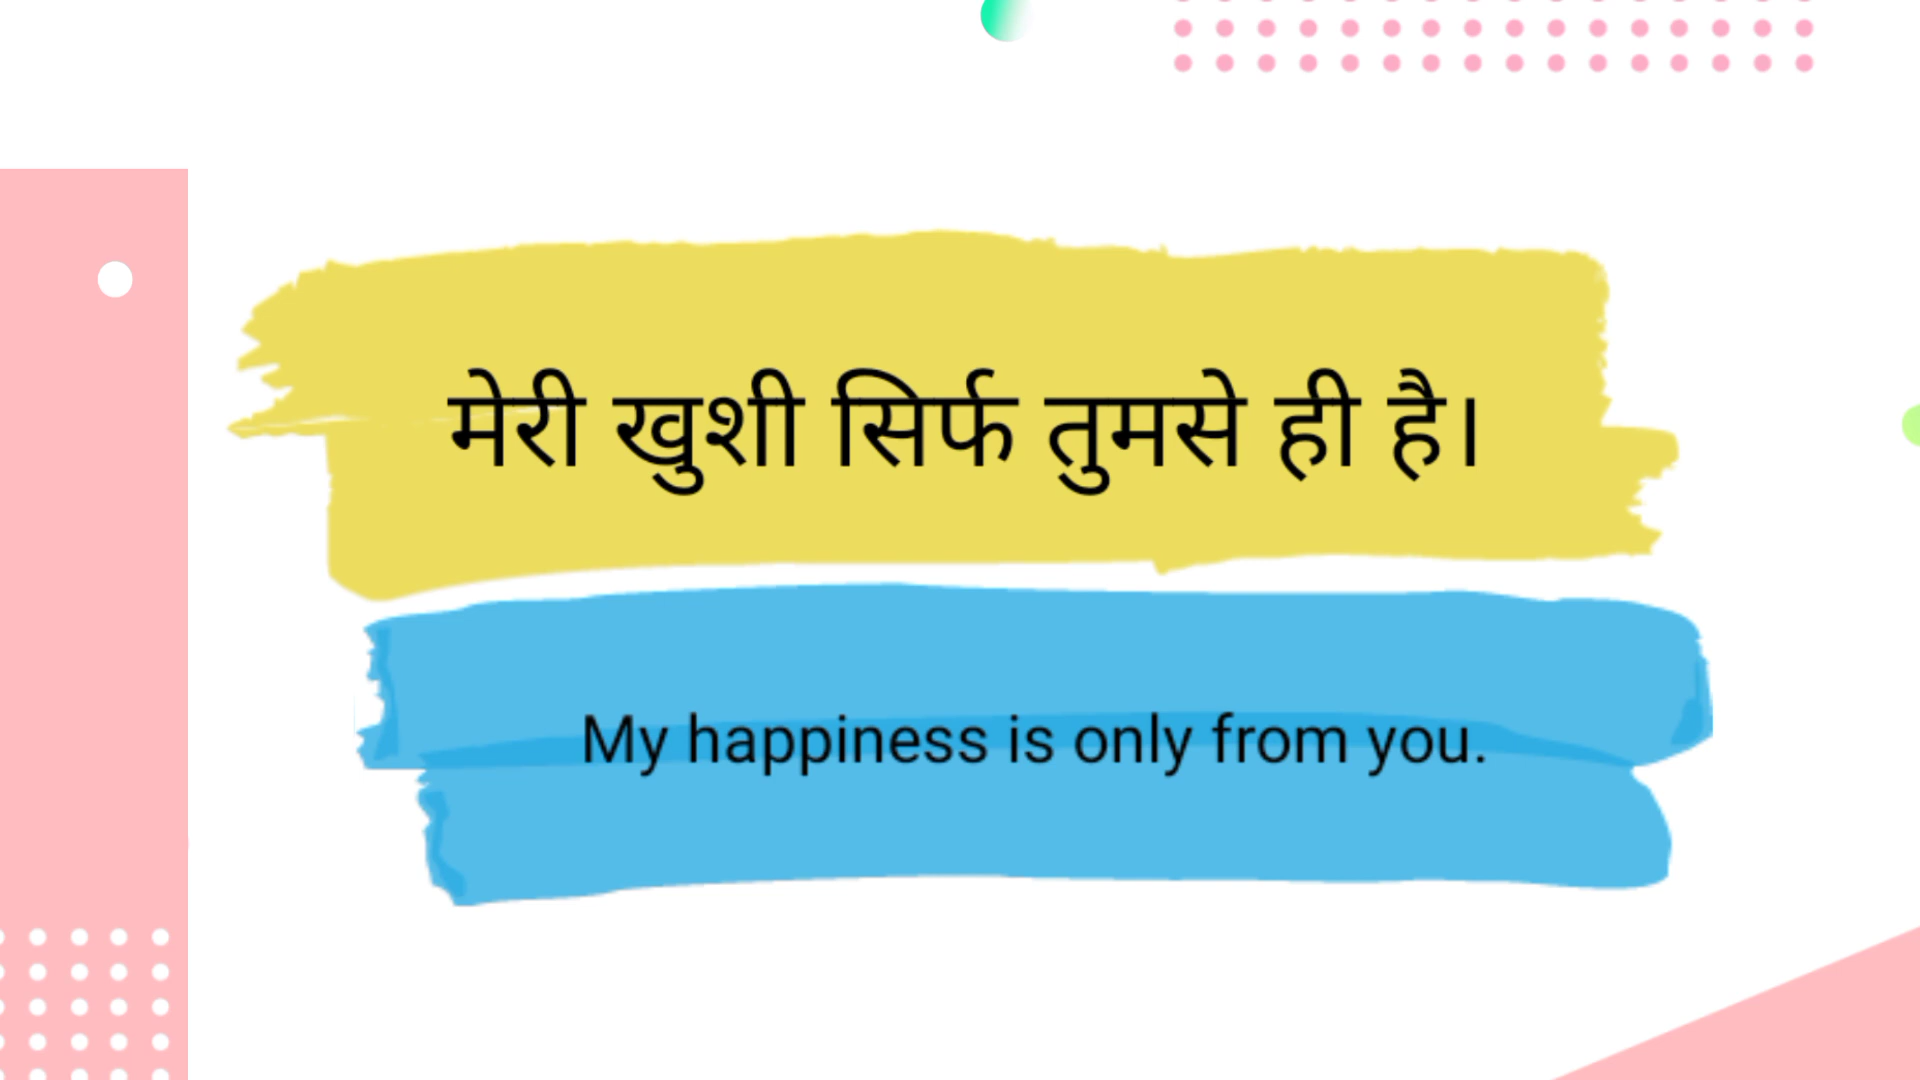 मेरी खुशी सिर्फ तुमसे ही है।
My happiness is only from you.